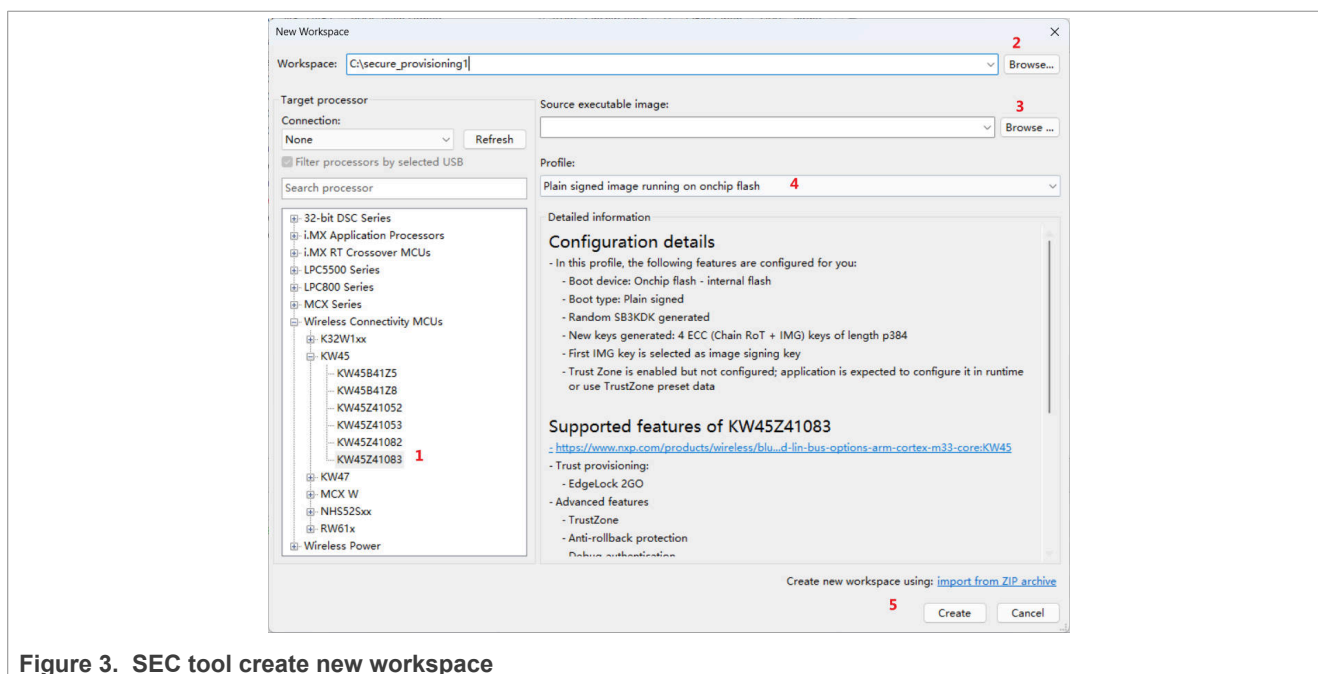 New Workspace
2
Workspace: C:\secure_provisioning1 Browse...
Target processor
Source executable image:
3
Connection:
Browse ...
None Refresh
Filter processors by selected USB
Profile:
Search processor
Plain signed image running on onchip flash 4
32-bit DSC Series
i.MX Application Processors
i.MX RT Crossover MCUs
LPC5500 Series
LPC800 Series
MCX Series
Wireless Connectivity MCUs
K32W1xx
KW45
KW45B41Z5
KW45B41Z8
KW45Z41052
KW45Z41053
KW45Z41082
KW45Z41083 1
KW47
MCX W
NHS52Sxx
RW61x
Wireless Power
Detailed information
Configuration details
- In this profile, the following features are configured for you:
- Boot device: Onchip flash - internal flash
- Boot type: Plain signed
- Random SB3KDK generated
- New keys generated: 4 ECC (Chain RoT + IMG) keys of length p384
- First IMG key is selected as image signing key
- Trust Zone is enabled but not configured; application is expected to configure it in runtime
or use TrustZone preset data
Supported features of KW45Z41083
- https://www.nxp.com/products/wireless/blu...d-lin-bus-options-arm-cortex-m33-core:KW45
- Trust provisioning:
- EdgeLock 2GO
- Advanced features
- TrustZone
- Anti-rollback protection
- Debug authentication
Create new workspace using: import from ZIP archive
5
Create Cancel
Figure 3. SEC tool create new workspace